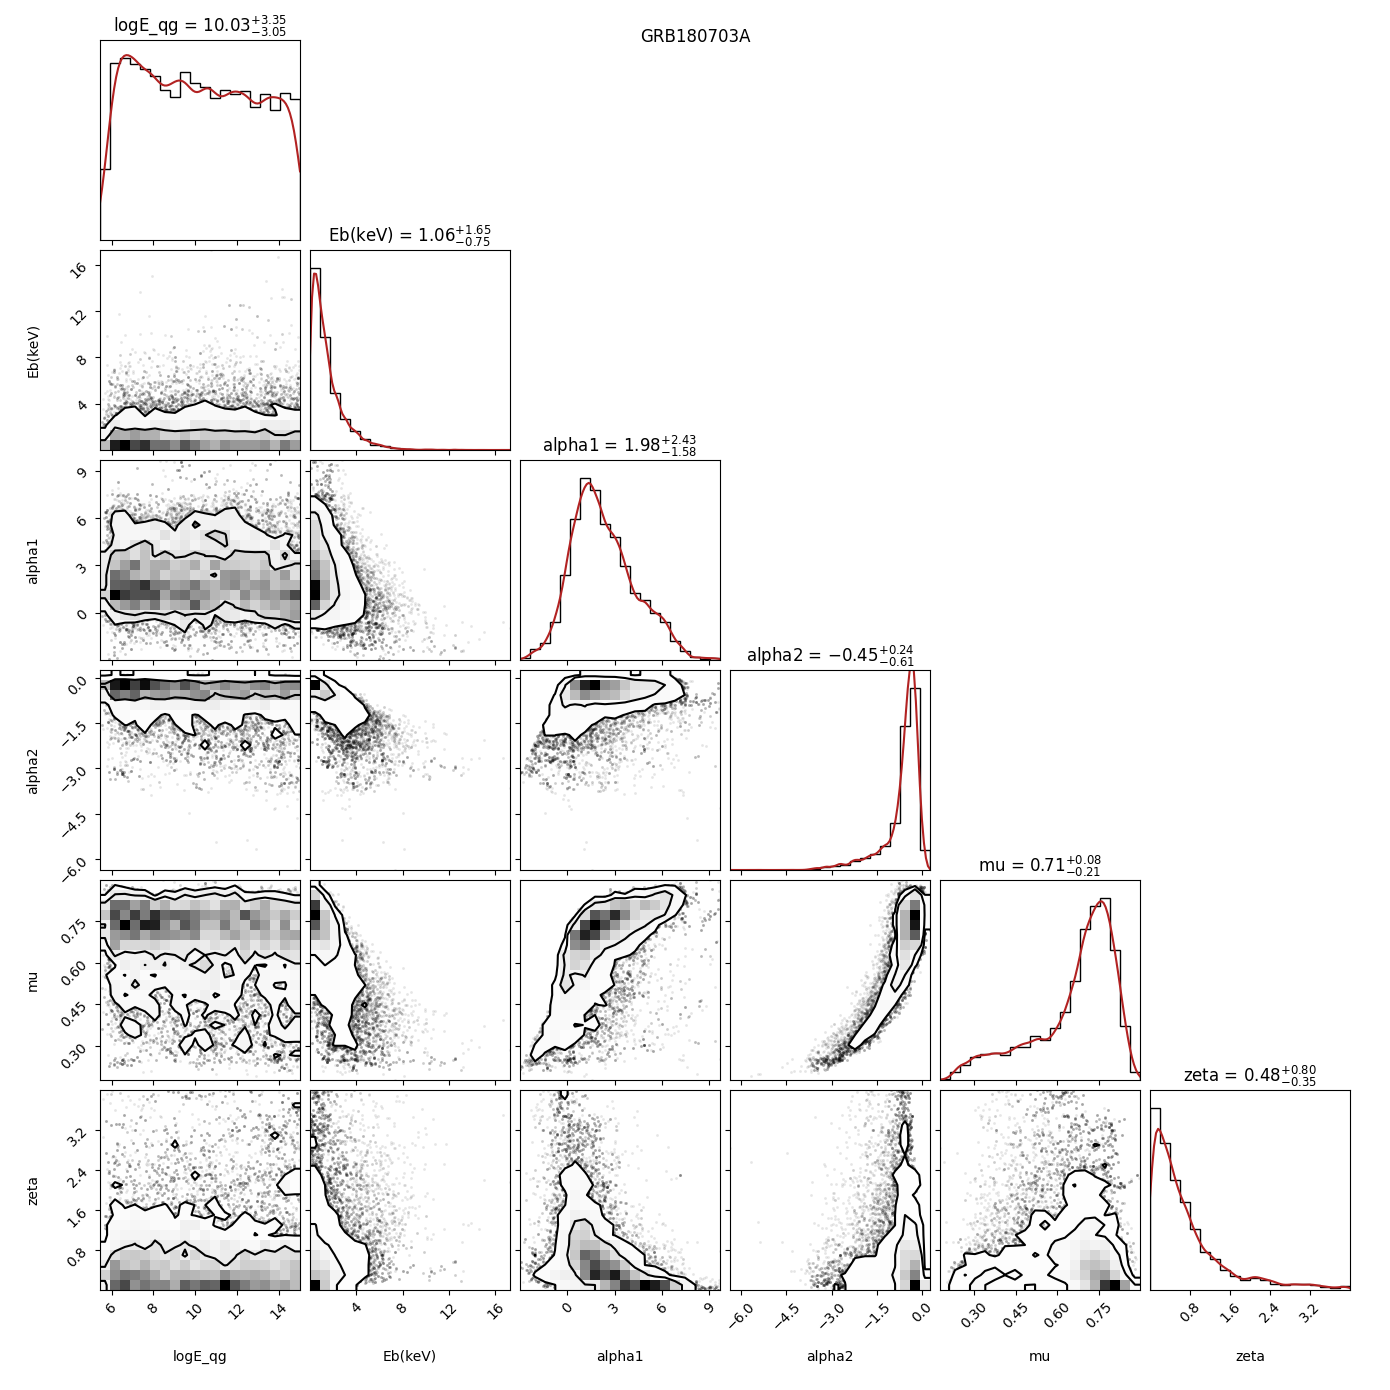 GRB180703A
logE_qg = 10.03 +3.35 −3.05
Eb(keV) = 1.06 +1.65 −0.75
16
12
8
4
Eb(keV)
alpha1 = 1.98 +2.43 −1.58
9
6
3
0
alpha1
alpha2 = −0.45 +0.24 −0.61
0.0
−1.5
−3.0
−4.5
−6.0
alpha2
mu = 0.71 +0.08 −0.21
0.75
0.60
0.45
0.30
mu
zeta = 0.48 +0.80 −0.35
3.2
2.4
1.6
0.8
zeta
6 8 10 12 14
4 8 12 16
0 3 6 9
−6.0 −4.5 −3.0 −1.5 0.0
0.30 0.45 0.60 0.75
0.8 1.6 2.4 3.2
logE_qg
Eb(keV)
alpha1
alpha2
mu
zeta